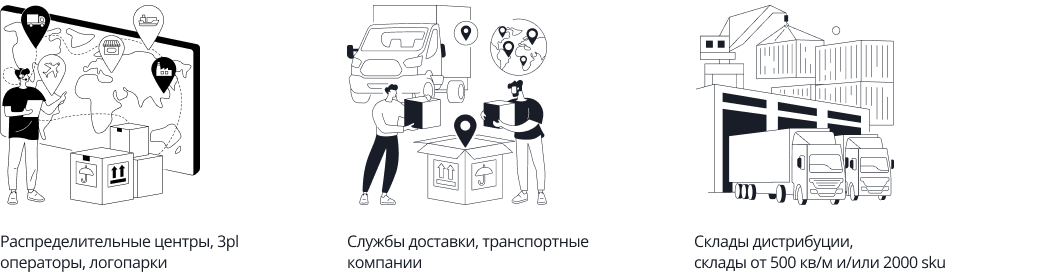 Распределительные центры, 3pl
операторы, логопарки
Службы доставки, транспортные
компании
Склады дистрибуции,
склады от 500 кв/м и/или 2000 sku